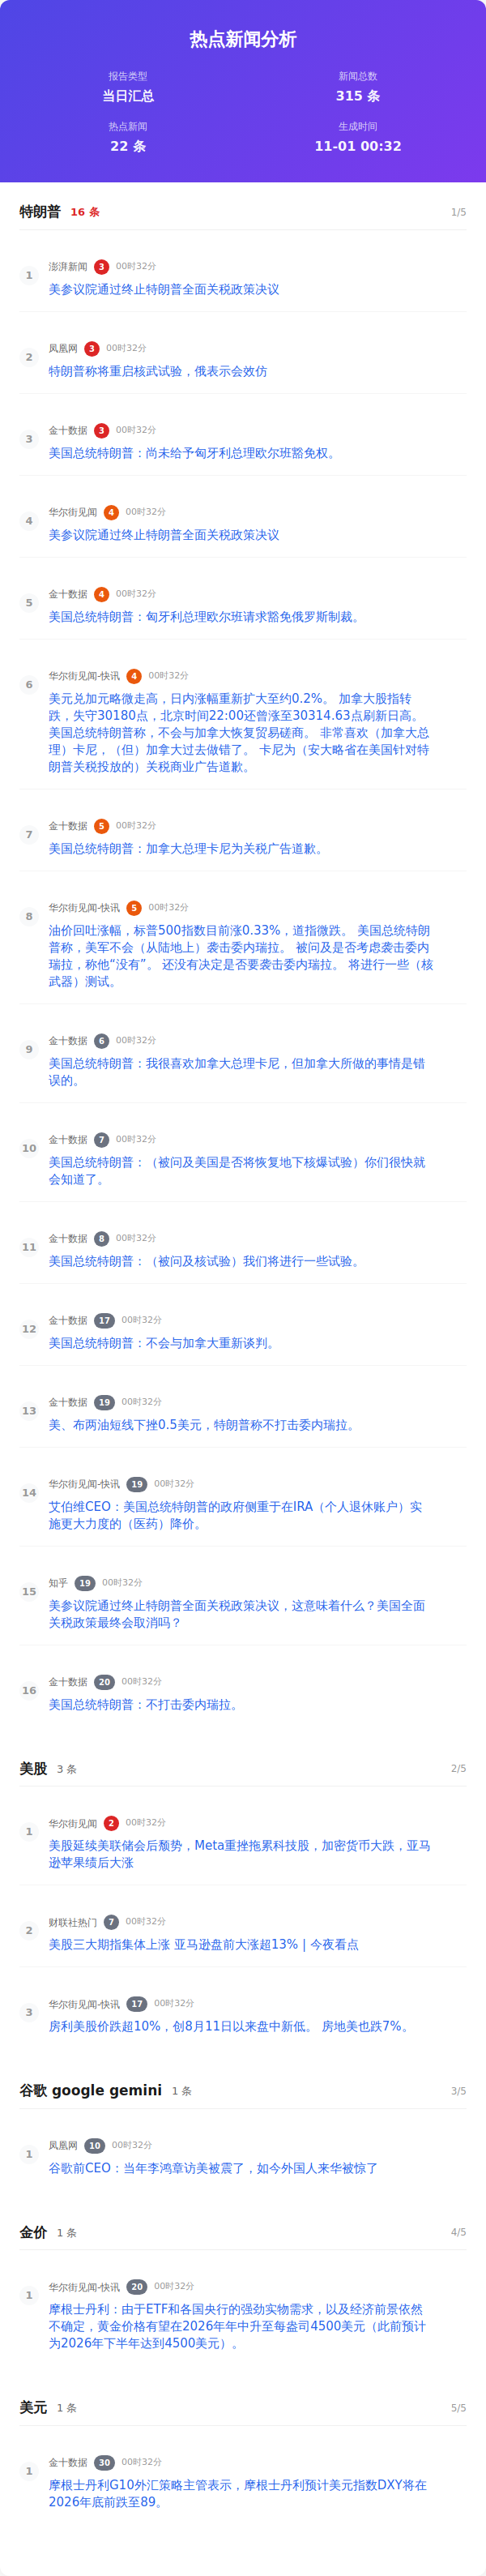 热点新闻分析
报告类型
当日汇总
新闻总数
315 条
热点新闻
22 条
生成时间
11-01 00:32
特朗普 16 条 1/5
1 澎湃新闻 3 00时32分
美参议院通过终止特朗普全面关税政策决议
2 凤凰网 3 00时32分
特朗普称将重启核武试验，俄表示会效仿
3 金十数据 3 00时32分
美国总统特朗普：尚未给予匈牙利总理欧尔班豁免权。
4 华尔街见闻 4 00时32分
美参议院通过终止特朗普全面关税政策决议
5 金十数据 4 00时32分
美国总统特朗普：匈牙利总理欧尔班请求豁免俄罗斯制裁。
6 华尔街见闻-快讯 4 00时32分
美元兑加元略微走高，日内涨幅重新扩大至约0.2%。 加拿大股指转
跌，失守30180点，北京时间22:00还曾涨至30314.63点刷新日高。
美国总统特朗普称，不会与加拿大恢复贸易磋商。 非常喜欢（加拿大总
理）卡尼，（但）加拿大过去做错了。 卡尼为（安大略省在美国针对特
朗普关税投放的）关税商业广告道歉。
7 金十数据 5 00时32分
美国总统特朗普：加拿大总理卡尼为关税广告道歉。
8 华尔街见闻-快讯 5 00时32分
油价回吐涨幅，标普500指数目前涨0.33%，道指微跌。 美国总统特朗
普称，美军不会（从陆地上）袭击委内瑞拉。 被问及是否考虑袭击委内
瑞拉，称他“没有”。 还没有决定是否要袭击委内瑞拉。 将进行一些（核
武器）测试。
9 金十数据 6 00时32分
美国总统特朗普：我很喜欢加拿大总理卡尼，但加拿大所做的事情是错
误的。
10 金十数据 7 00时32分
美国总统特朗普：（被问及美国是否将恢复地下核爆试验）你们很快就
会知道了。
11 金十数据 8 00时32分
美国总统特朗普：（被问及核试验）我们将进行一些试验。
12 金十数据 17 00时32分
美国总统特朗普：不会与加拿大重新谈判。
13 金十数据 19 00时32分
美、布两油短线下挫0.5美元，特朗普称不打击委内瑞拉。
14 华尔街见闻-快讯 19 00时32分
艾伯维CEO：美国总统特朗普的政府侧重于在IRA（个人退休账户）实
施更大力度的（医药）降价。
15 知乎 19 00时32分
美参议院通过终止特朗普全面关税政策决议，这意味着什么？美国全面
关税政策最终会取消吗？
16 金十数据 20 00时32分
美国总统特朗普：不打击委内瑞拉。
美股 3 条 2/5
1 华尔街见闻 2 00时32分
美股延续美联储会后颓势，Meta重挫拖累科技股，加密货币大跌，亚马
逊苹果绩后大涨
2 财联社热门 7 00时32分
美股三大期指集体上涨 亚马逊盘前大涨超13% | 今夜看点
3 华尔街见闻-快讯 17 00时32分
房利美股价跌超10%，创8月11日以来盘中新低。 房地美也跌7%。
谷歌 google gemini 1 条 3/5
1 凤凰网 10 00时32分
谷歌前CEO：当年李鸿章访美被震了，如今外国人来华被惊了
金价 1 条 4/5
1 华尔街见闻-快讯 20 00时32分
摩根士丹利：由于ETF和各国央行的强劲实物需求，以及经济前景依然
不确定，黄金价格有望在2026年年中升至每盎司4500美元（此前预计
为2026年下半年达到4500美元）。
美元 1 条 5/5
1 金十数据 30 00时32分
摩根士丹利G10外汇策略主管表示，摩根士丹利预计美元指数DXY将在
2026年底前跌至89。